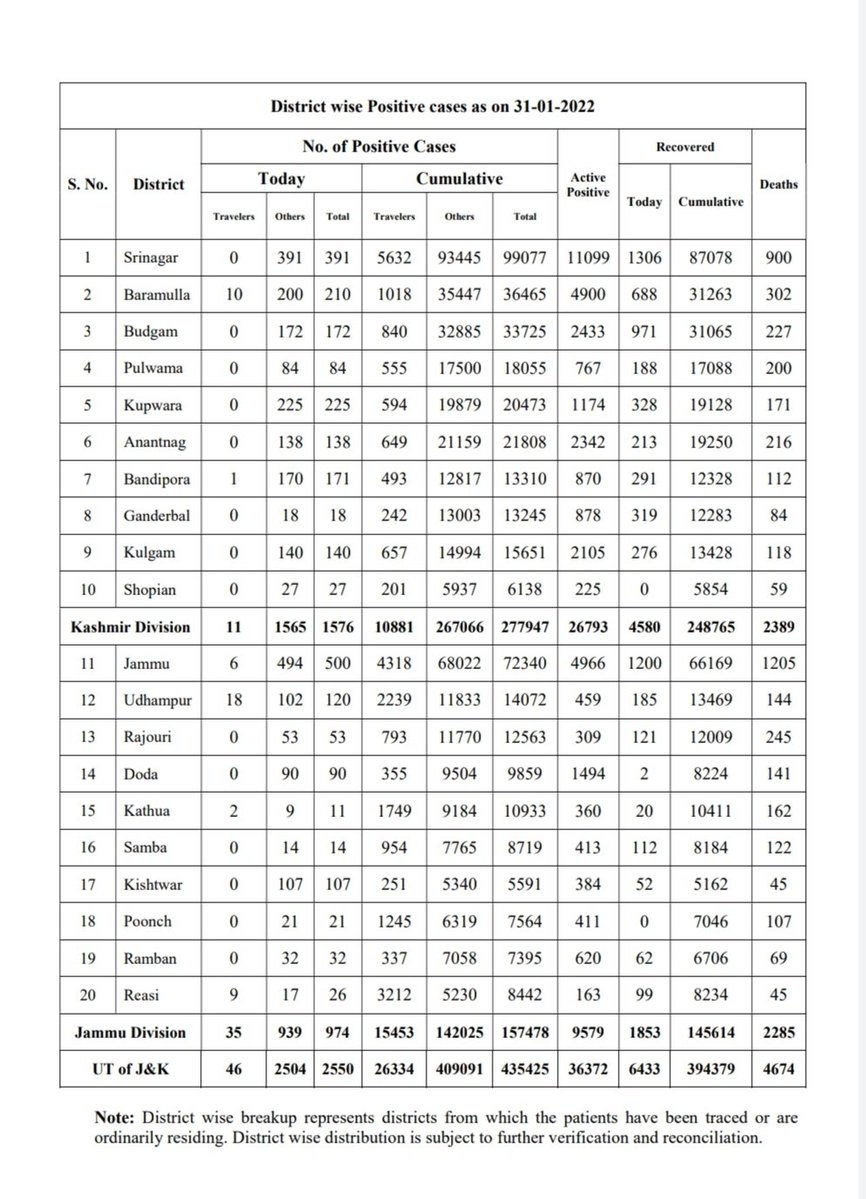 District wise Positive cases as on 31-01-2022
S. No. District No. of Positive Cases Active Positive Recovered Deaths
Today Cumulative Today Cumulative
Travelers Others Total Travelers Others Total
1 Srinagar 0 391 391 5632 93445 99077 11099 1306 87078 900
2 Baramulla 10 200 210 1018 35447 36465 4900 688 31263 302
3 Budgam 0 172 172 840 32885 33725 2433 971 31065 227
4 Pulwama 0 84 84 555 17500 18055 767 188 17088 200
5 Kupwara 0 225 225 594 19879 20473 1174 328 19128 171
6 Anantnag 0 138 138 649 21159 21808 2342 213 19250 216
7 Bandipora 1 170 171 493 12817 13310 870 291 12328 112
8 Ganderbal 0 18 18 242 13003 13245 878 319 12283 84
9 Kulgam 0 140 140 657 14994 15651 2105 276 13428 118
10 Shopian 0 27 27 201 5937 6138 225 0 5854 59
Kashmir Division 11 1565 1576 10881 267066 277947 26793 4580 248765 2389
11 Jammu 6 494 500 4318 68022 72340 4966 1200 66169 1205
12 Udhampur 18 102 120 2239 11833 14072 459 185 13469 144
13 Rajouri 0 53 53 793 11770 12563 309 121 12009 245
14 Doda 0 90 90 355 9504 9859 1494 2 8224 141
15 Kathua 2 9 11 1749 9184 10933 360 20 10411 162
16 Samba 0 14 14 954 7765 8719 413 112 8184 122
17 Kishtwar 0 107 107 251 5340 5591 384 52 5162 45
18 Poonch 0 21 21 1245 6319 7564 411 0 7046 107
19 Ramban 0 32 32 337 7058 7395 620 62 6706 69
20 Reasi 9 17 26 3212 5230 8442 163 99 8234 45
Jammu Division 35 939 974 15453 142025 157478 9579 1853 145614 2285
UT of J&K 46 2504 2550 26334 409091 435425 36372 6433 394379 4674
Note: District wise breakup represents districts from which the patients have been traced or are
ordinarily residing. District wise distribution is subject to further verification and reconciliation.